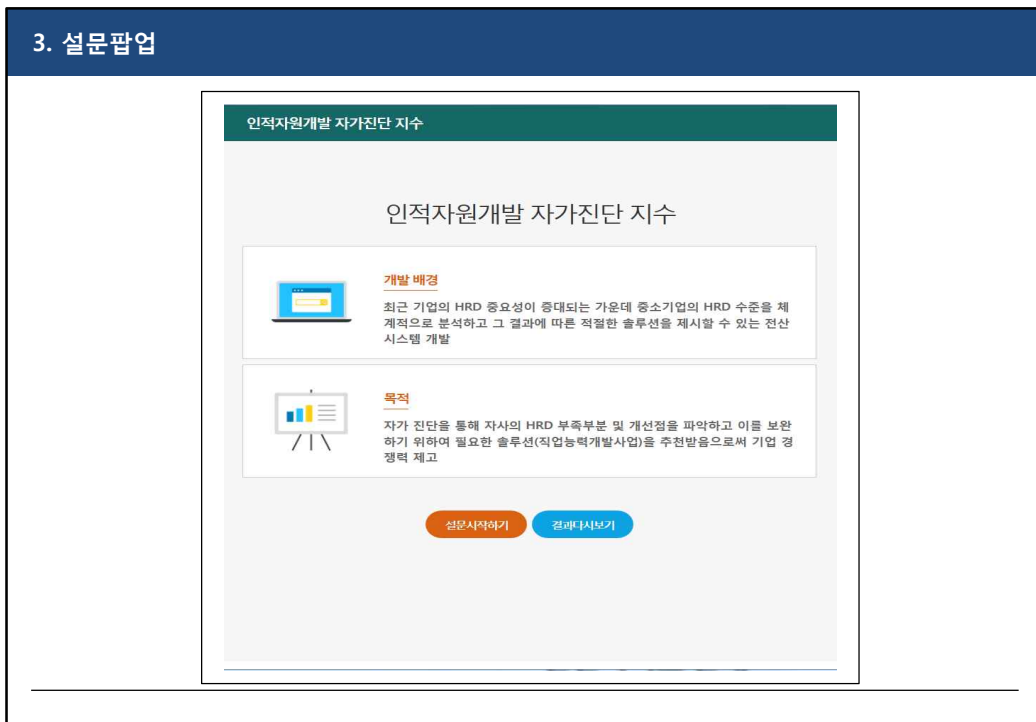 3. 설문팝업
인적자원개발 자가진단 지수
인적자원개발 자가진단 지수
개발 배경
최근 기업의 HRD 중요성이 증대되는 가운데 중소기업의 HRD 수준을 체
계적으로 분석하고 그 결과에 따른 적절한 솔루션을 제시할 수 있는 전산
시스템 개발
목적
자가 진단을 통해 자사의 HRD 부족부분 및 개선점을 파악하고 이를 보완
하기 위하여 필요한 솔루션(직업능력개발사업)을 추천받음으로써 기업 경
쟁력 제고
설문시작하기 결과다시보기